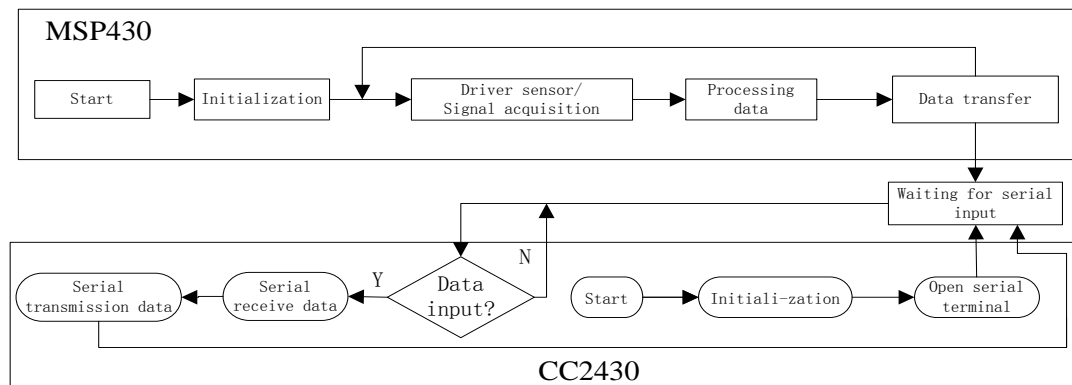 MSP430
Start
Initialization
Driver sensor/
Signal acquisition
Processing
data
Data transfer
Waiting for serial
input
N
Y
Data
input?
Serial
receive data
Serial
transmission data
Start
Initiali-zation
Open serial
terminal
CC2430